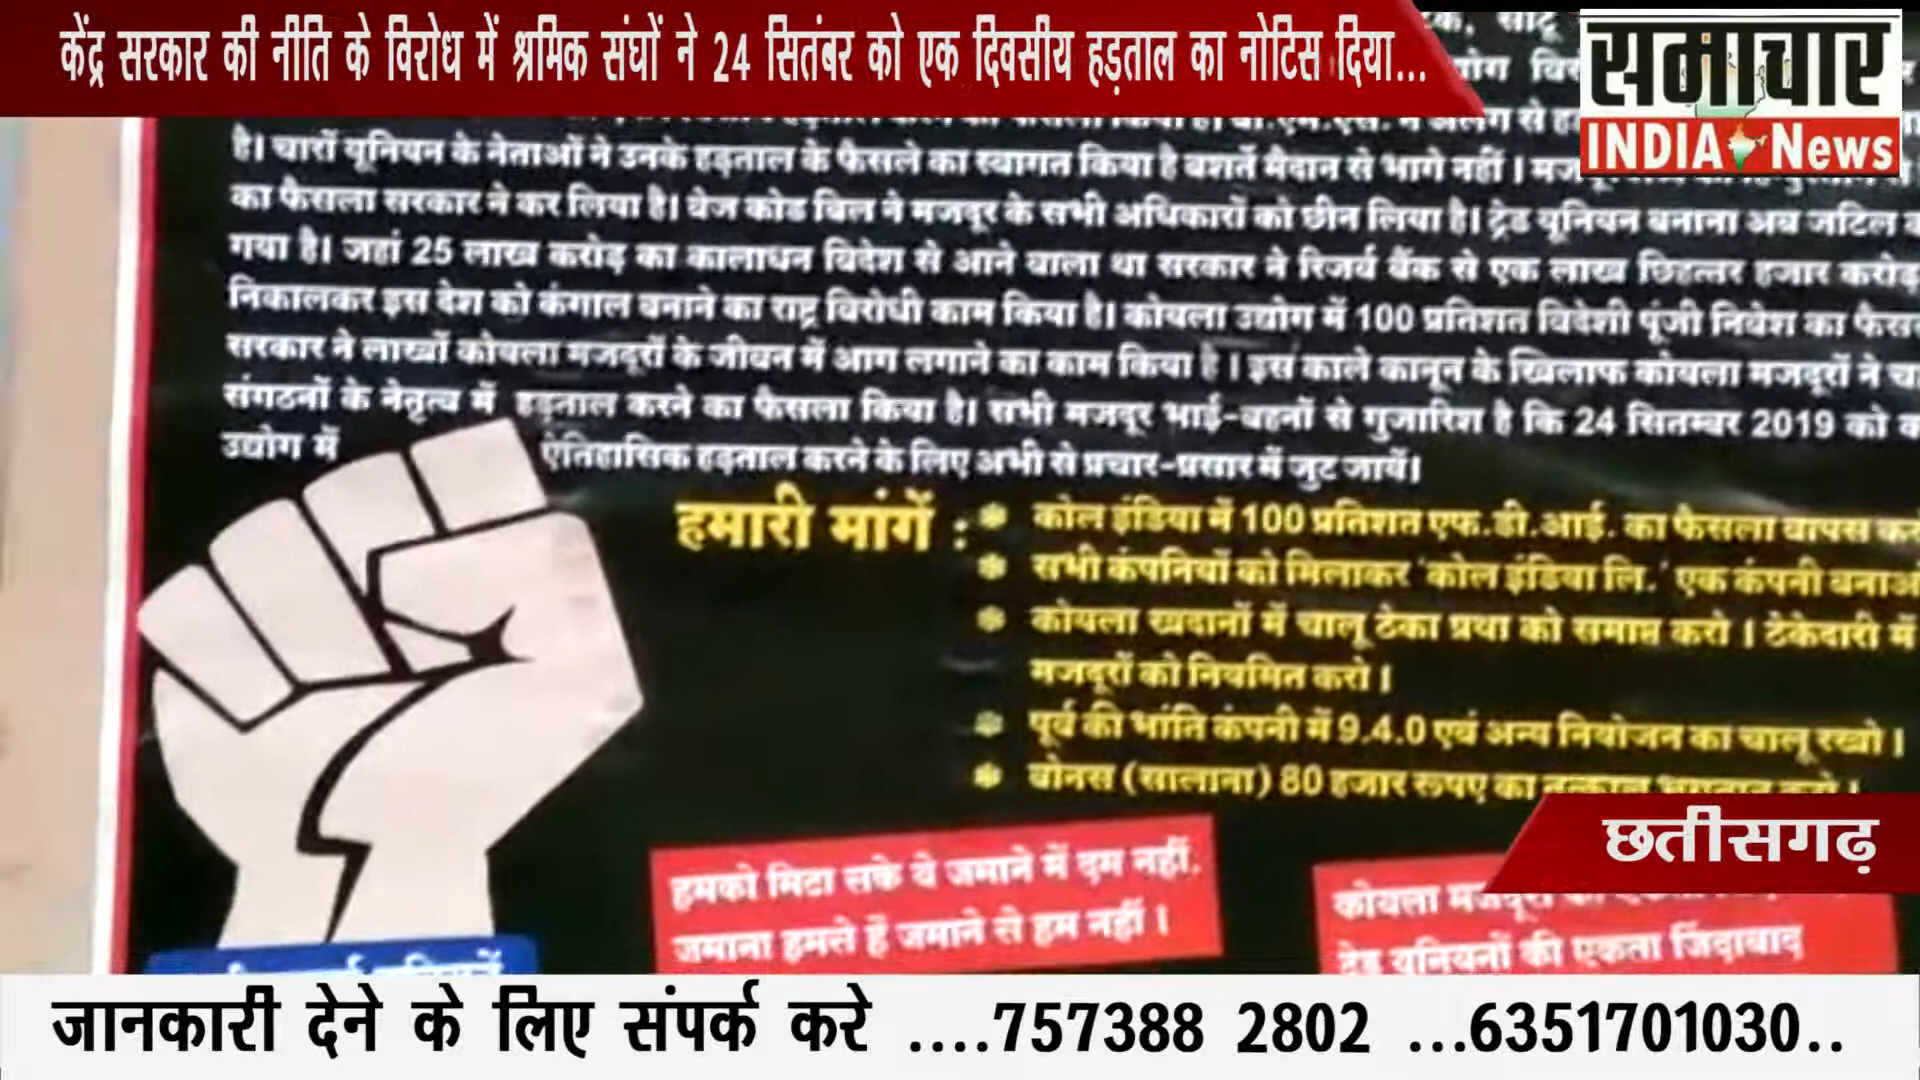 केंद्र सरकार की नीति के विरोध में श्रमिक संघों ने 24 सितंबर को एक दिवसीय हड़ताल का नोटिस दिया...
समाचार
INDIA News
है। चारों यूनियन के नेताओं ने उनके हड़ताल के फैसले का स्वागत किया है बशर्ते मैदान से भागे नहीं ।
का फैसला सरकार ने कर लिया है। वेज कोड बिल ने मजदूर के सभी अधिकारों को छीन लिया है। ट्रेड यूनियन बनाना अब जटिल
गया है। जहां 25 लाख करोड़ का कालाधन विदेश से आने वाला था सरकार ने रिजर्व बैंक से एक लाख छिहत्तर हजार करोड़
निकालकर इस देश को कंगाल बनाने का राष्ट्र विरोधी काम किया है। कोयला उद्योग में 100 प्रतिशत विदेशी पूंजी निवेश का
सरकार ने लाखों कोयला मजदूरों के जीवन में आग लगाने का काम किया है । इस काले कानून के खिलाफ कोयला मजदूरों ने
संगठनों के नेतृत्व में हड़ताल करने का फैसला किया है। सभी मजदूर भाई-बहनों से गुजारिश है कि 24 सितम्बर 2019 को
उद्योग में ऐतिहासिक हड़ताल करने के लिए अभी से प्रचार-प्रसार में जुट जायें।
हमारी मांगें :
* कोल इंडिया में 100 प्रतिशत एफ.डी.आई. का फैसला वापस
* सभी कंपनियों को मिलाकर 'कोल इंडिया लि.' एक कंपनी
* कोयला खदानों में चालू ठेका प्रथा को समाप्त करो । ठेकेदारी में
मजदूरों को नियमित करो ।
* पूर्व की भांति कंपनी में 9.4.0 एवं अन्य नियोजन का चालू रखो ।
* बोनस (सालाना) 80 हजार रूपए का
छत्तीसगढ़
हमको मिटा सके ये जमाने में दम नहीं.
जमाना हमसे है जमाने से हम नहीं ।
कोयला
ट्रेड यूनियनों की एकता जिंदाबाद
जानकारी देने के लिए संपर्क करे ....757388 2802 ...6351701030..